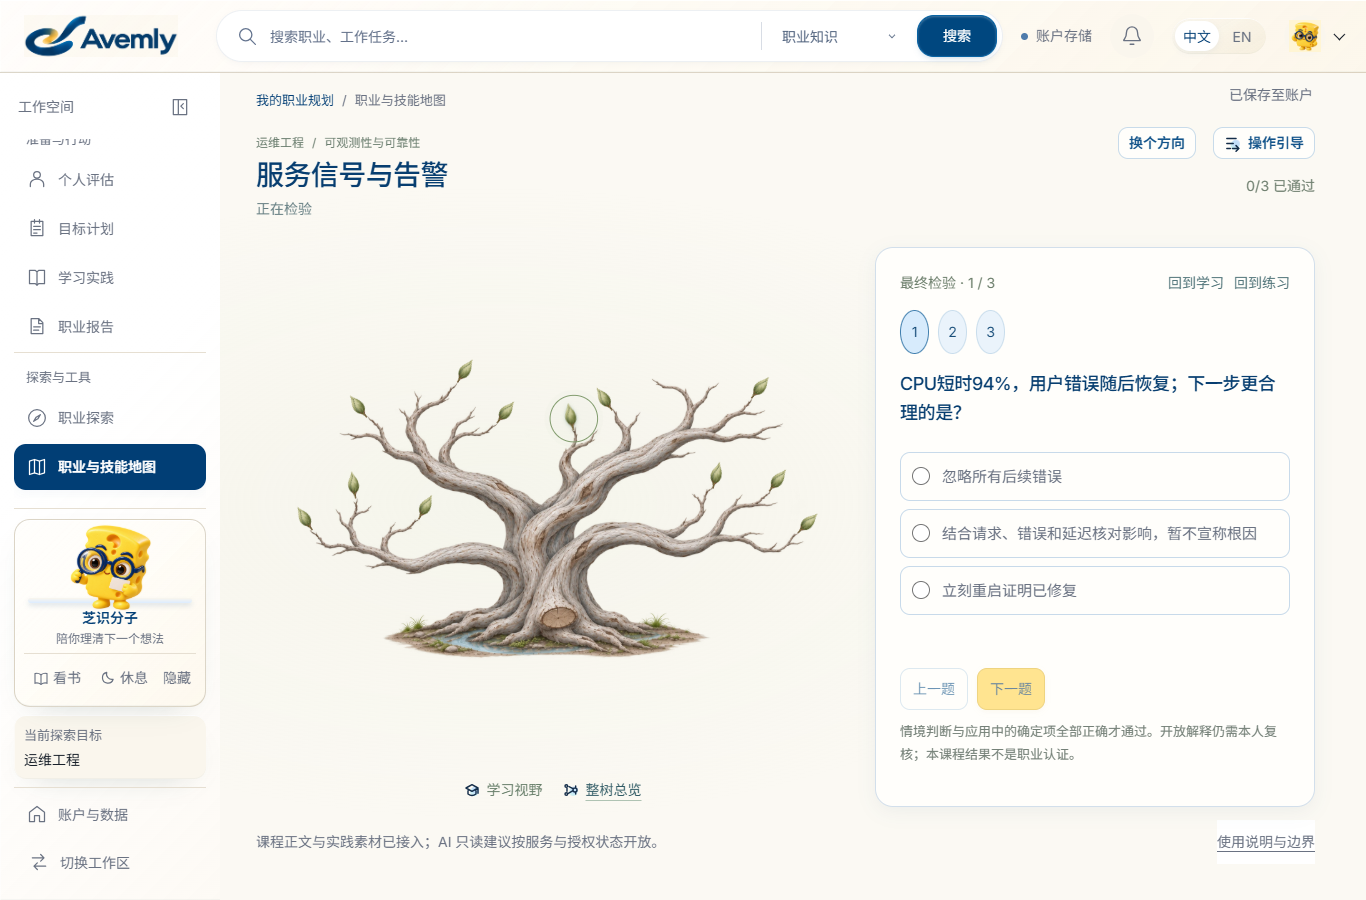 Avemly
搜索职业、工作任务...
职业知识
搜索
账户存储
中文
EN
工作空间
准备与行动
个人评估
目标计划
学习实践
职业报告
探索与工具
职业探索
职业与技能地图
芝识分子
陪你理清下一个想法
看书
休息
隐藏
当前探索目标
运维工程
账户与数据
切换工作区
我的职业规划 / 职业与技能地图
已保存至账户
运维工程 / 可观测性与可靠性
服务信号与告警
正在检验
换个方向
操作引导
0/3 已通过
学习视野
整树总览
最终检验 · 1 / 3
回到学习
回到练习
1
2
3
CPU短时94%，用户错误随后恢复；下一步更合
理的是？
忽略所有后续错误
结合请求、错误和延迟核对影响，暂不宣称根因
立刻重启证明已修复
上一题
下一题
情境判断与应用中的确定项全部正确才通过。开放解释仍需本人复
核；本课程结果不是职业认证。
课程正文与实践素材已接入；AI 只读建议按服务与授权状态开放。
使用说明与边界